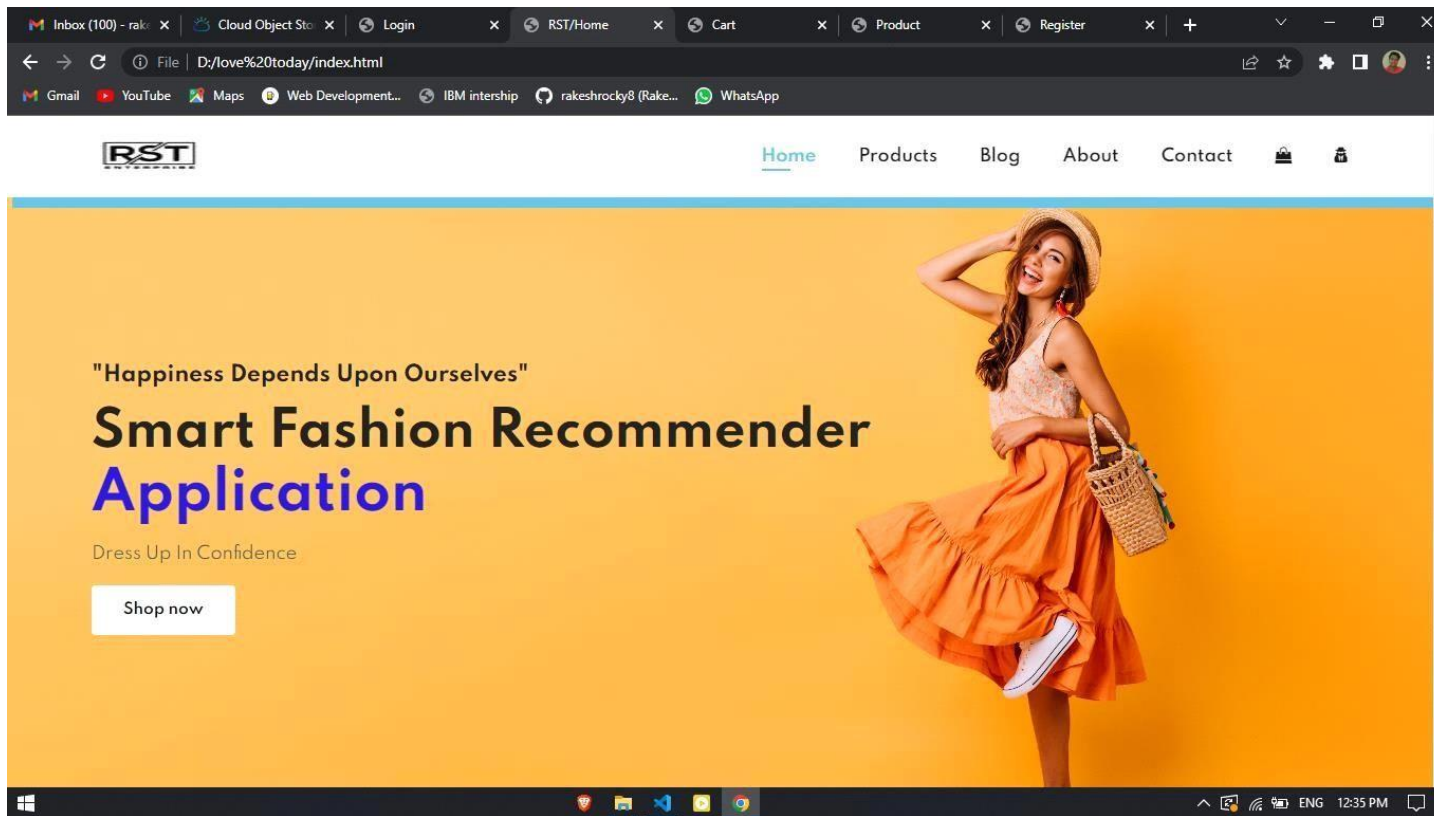 Inbox (100) - rake
Cloud Object Sto
Login
RST/Home
Cart
Product
Register
File
D:/love%20today/index.html
Gmail
YouTube
Maps
Web Development...
IBM intership
rakeshrocky8 (Rake...
WhatsApp
RST
ENTERPRISE
Home
Products
Blog
About
Contact
"Happiness Depends Upon Ourselves"
Smart Fashion Recommender
Application
Dress Up In Confidence
Shop now
ENG
12:35 PM